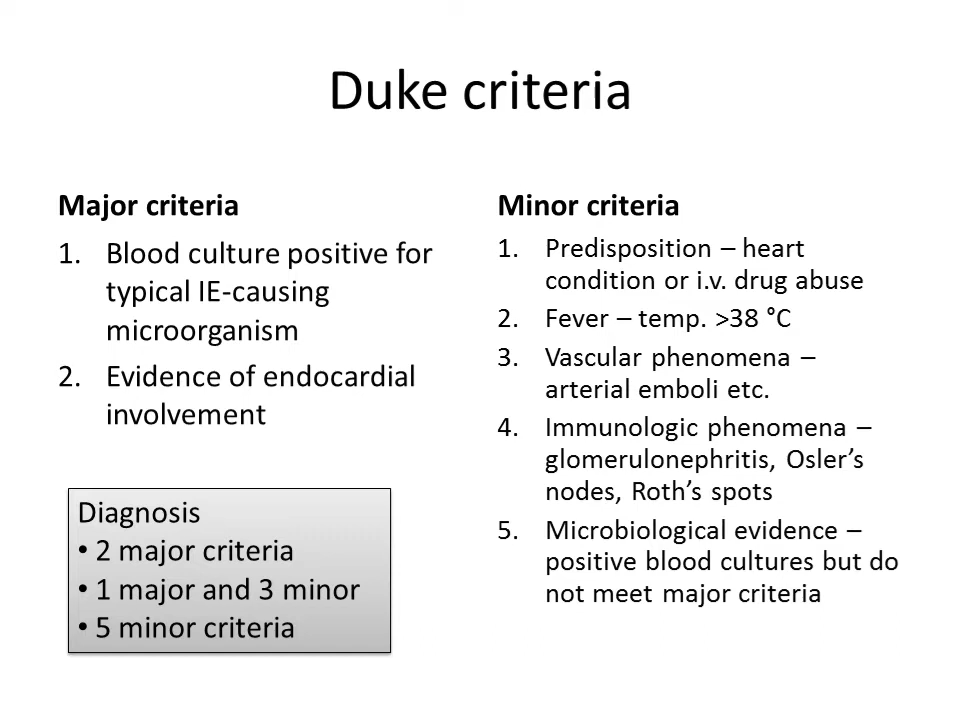 Duke criteria
Major criteria
1. Blood culture positive for
typical IE-causing
microorganism
2. Evidence of endocardial
involvement
Diagnosis
• 2 major criteria
• 1 major and 3 minor
• 5 minor criteria
Minor criteria
1. Predisposition – heart
condition or i.v. drug abuse
2. Fever – temp. >38 °C
3. Vascular phenomena –
arterial emboli etc.
4. Immunologic phenomena –
glomerulonephritis, Osler’s
nodes, Roth’s spots
5. Microbiological evidence –
positive blood cultures but do
not meet major criteria